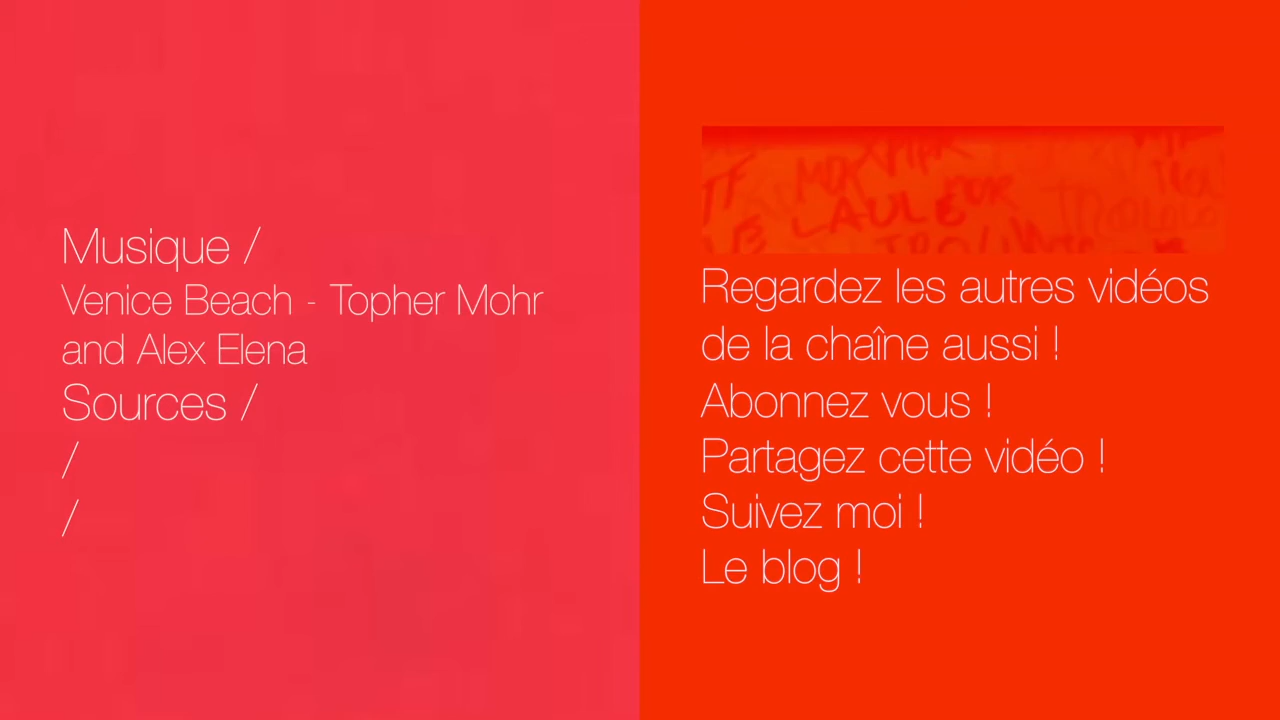 Musique /
Venice Beach - Topher Mohr
and Alex Elena
Sources /
/
/
LAUL
Regardez les autres vidéos
de la chaîne aussi !
Abonnez vous !
Partagez cette vidéo !
Suivez moi !
Le blog !